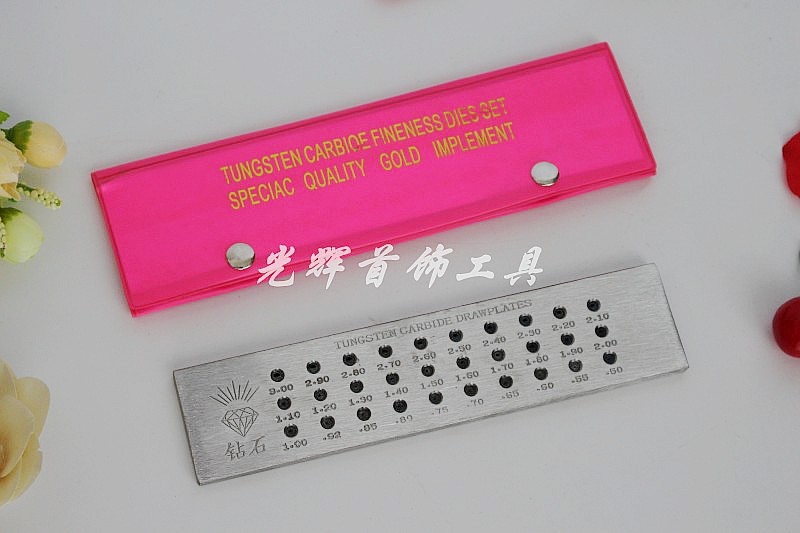 TUNGSTEN CARBIOE FINENESS DIES SET
SPECIAC QUALITY GOLD IMPLEMENT
光辉首饰工具
TUNGSTEN CARBIDE DRAWPLATES
3.00 2.90 2.80 2.70 2.60 2.50 2.40 2.30 2.20 2.10
1.10 1.20 1.30 1.40 1.50 1.60 1.70 1.80 1.90 2.00
1.00 .92 .85 .80 .75 .70 .65 .60 .55 .50
钻石